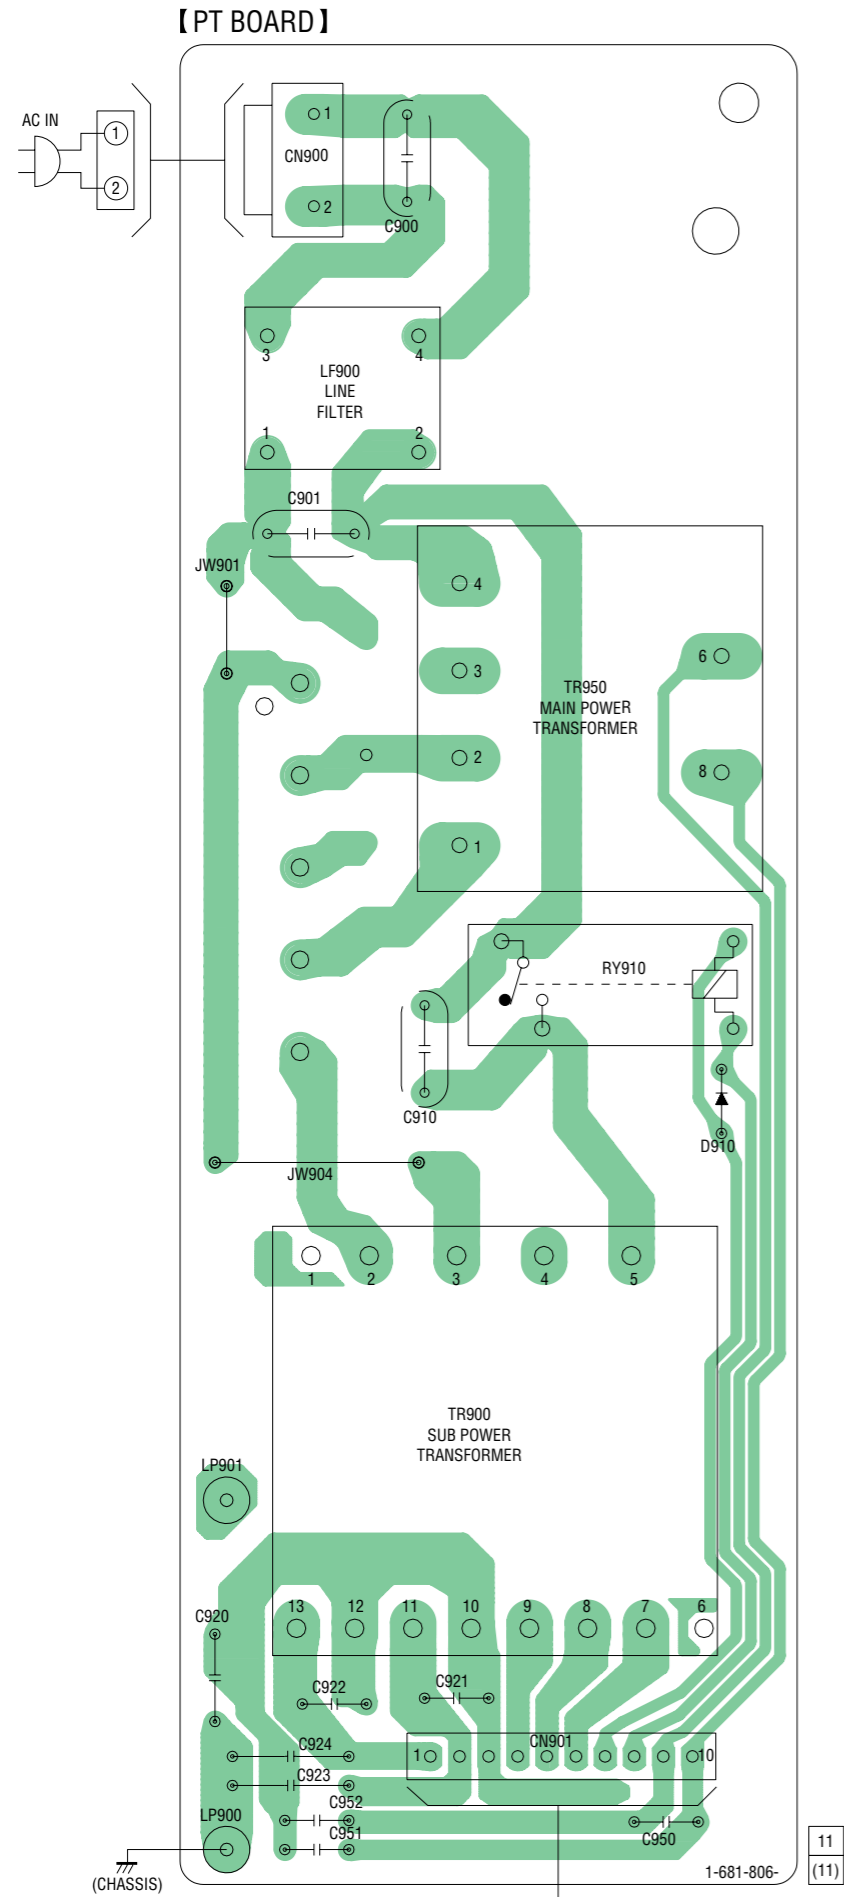 【PT BOARD】
AC IN
1
2
CN900
1
2
C900
3
4
LF900
LINE
FILTER
1
2
C901
JW901
4
3
2
1
TR950
MAIN POWER
TRANSFORMER
6
8
RY910
C910
D910
JW904
1
2
3
4
5
TR900
SUB POWER
TRANSFORMER
LP901
13
12
11
10
9
8
7
6
C920
C922
C921
CN901
1
10
C924
C923
C952
C951
C950
LP900
(CHASSIS)
1-681-806-
11
(11)